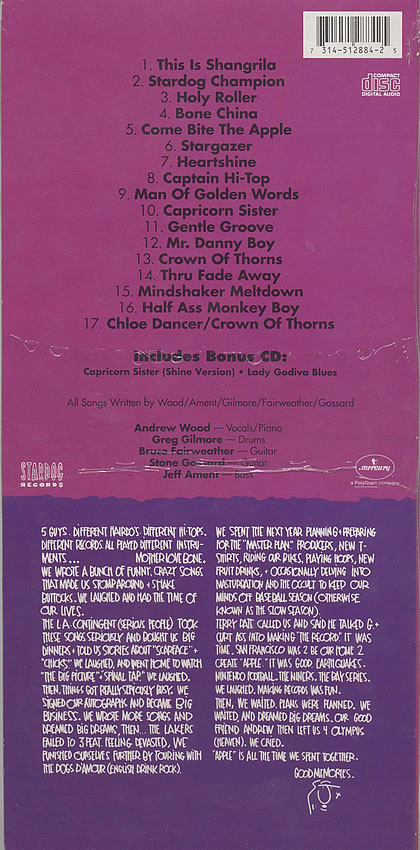 7 314-512884-2 5
COMPACT
disc
DIGITAL AUDIO
1. This Is Shangrila
2. Stardog Champion
3. Holy Roller
4. Bone China
5. Come Bite The Apple
6. Stargazer
7. Heartshine
8. Captain Hi-Top
9. Man Of Golden Words
10. Capricorn Sister
11. Gentle Groove
12. Mr. Danny Boy
13. Crown Of Thorns
14. Thru Fade Away
15. Mindshaker Meltdown
16. Half Ass Monkey Boy
17. Chloe Dancer/Crown Of Thorns
Includes Bonus CD:
Capricorn Sister (Shine Version) • Lady Godiva Blues
All Songs Written by Wood/Ament/Gilmore/Fairweather/Gossard
Andrew Wood — Vocals/Piano
Greg Gilmore — Drums
Bruce Fairweather — Guitar
Stone Gossard — Guitar
Jeff Ament — bass
STARDOG
RECORDS
mercury
a PolyGram company
5 GUYS. DIFFERENT HAIRDO'S. DIFFERENT HI-TOPS.
DIFFERENT RECORDS. ALL PLAYED DIFFERENT INSTRU-
MENTS... MOTHER LOVE BONE.
WE WROTE A BUNCH OF FUNNY, CRAZY SONGS
THAT MADE US STOMP AROUND + SHAKE
BUTTOCKS. WE LAUGHED AND HAD THE TIME OF
OUR LIVES.
THE L.A. CONTINGENT (SERIOUS PEOPLE) TOOK
THESE SONGS SERIOUSLY AND BOUGHT US BIG
DINNERS + TOLD US STORIES ABOUT "SCARFACE" +
"CHICKS". WE LAUGHED, AND WENT HOME TO WATCH
"THE BIG PICTURE" + "SPINAL TAP". WE LAUGHED.
THEN, THINGS GOT REALLY SERIOUSLY BUSY. WE
SIGNED OUR AUTOGRAPHS AND BECAME BIG
BUSINESS. WE WROTE MORE SONGS AND
DREAMED BIG DREAMS, THEN... THE LAKERS
FAILED TO 3 PEAT. FEELING DEVASTED, WE
PUNISHED OURSELVES FURTHER BY TOURING WITH
THE DOGS D'AMOUR (ENGLISH DRINK ROCK).
WE SPENT THE NEXT YEAR PLANNING + PREPARING
FOR THE "MASTER PLAN". PRODUCERS, NEW T-
SHIRTS, RIDING OUR BIKES, PLAYING HOOPS, NEW
FRUIT DRINKS, + OCCASIONALLY DELVING INTO
MASTURBATION AND THE OCCULT TO KEEP OUR
MINDS OFF BASEBALL SEASON (OTHERWISE
KNOWN AS THE SLOW SEASON).
TERRY DATE CALLED US AND SAID HE TALKED G. +
CURT ASS INTO MAKING "THE RECORD". IT WAS
TIME, SAN FRANCISCO WAS 2 BE OUR HOME 2
CREATE "APPLE". IT WAS GOOD. EARTHQUAKES.
NINTENDO FOOTBALL. THE NINERS. THE BAY SERIES.
WE LAUGHED. MAKING RECORDS WAS FUN.
THEN, WE WAITED. PLANS WERE PLANNED. WE
WAITED, AND DREAMED BIG DREAMS. OUR GOOD
FRIEND ANDREW THEN LEFT US 4 OLYMPUS
(HEAVEN). WE CRIED.
"APPLE" IS ALL THE TIME WE SPENT TOGETHER.
GOOD MEMORIES.